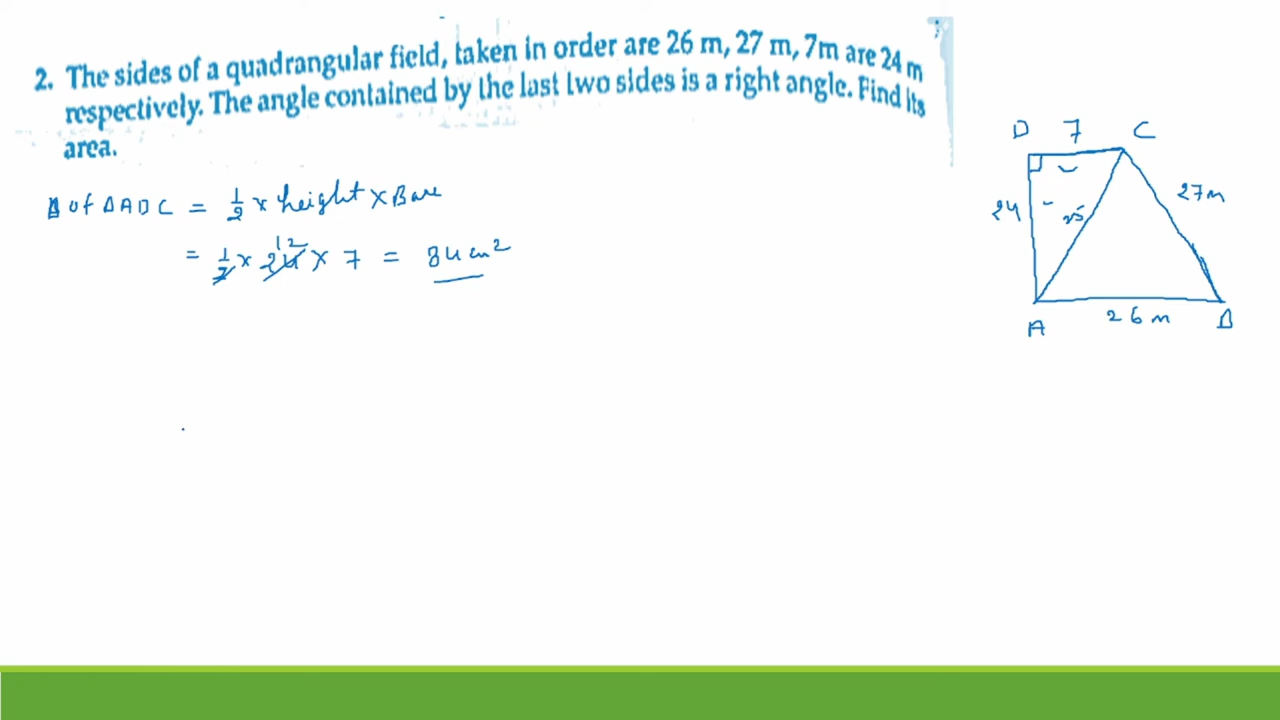 2. The sides of a quadrangular field, taken in order are 26 m, 27 m, 7m are 24 m
respectively. The angle contained by the last two sides is a right angle. Find its
area.
Δ of ΔADC = 1/2 × height × Base
= 1/2 × 24 12 × 7 = 84 cm²
D 7 C
24 25 27m
A 26 m B